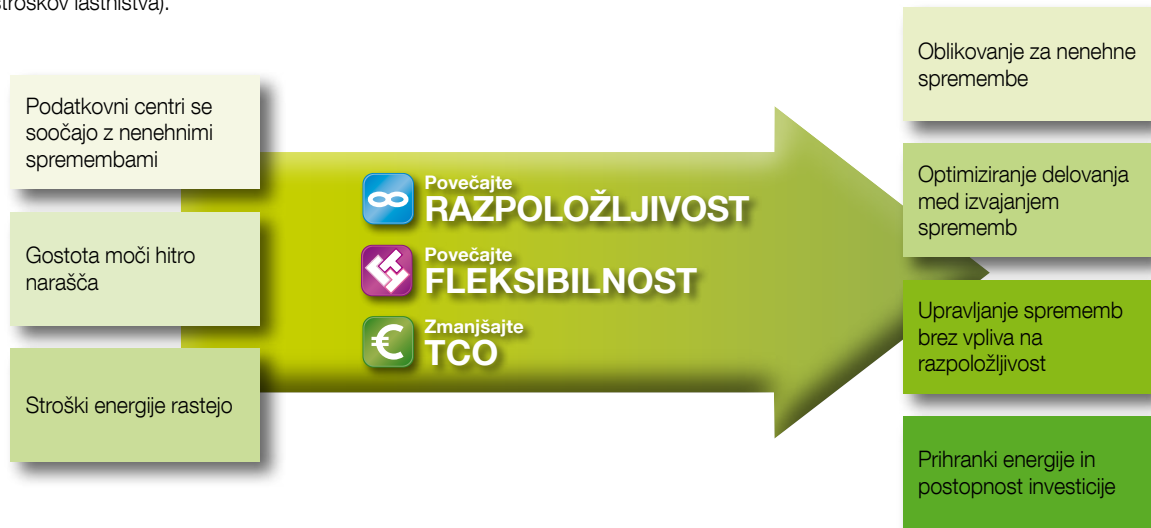 stroškov lastništva).
Podatkovni centri se
soočajo z nenehnimi
spremembami
Gostota moči hitro
narašča
Stroški energije rastejo
Povečajte
RAZPOLOŽLJIVOST
Povečajte
FLEKSIBILNOST
Zmanjšajte
TCO
Oblikovanje za nenehne
spremembe
Optimiziranje delovanja
med izvajanjem
sprememb
Upravljanje sprememb
brez vpliva na
razpoložljivost
Prihranki energije in
postopnost investicije